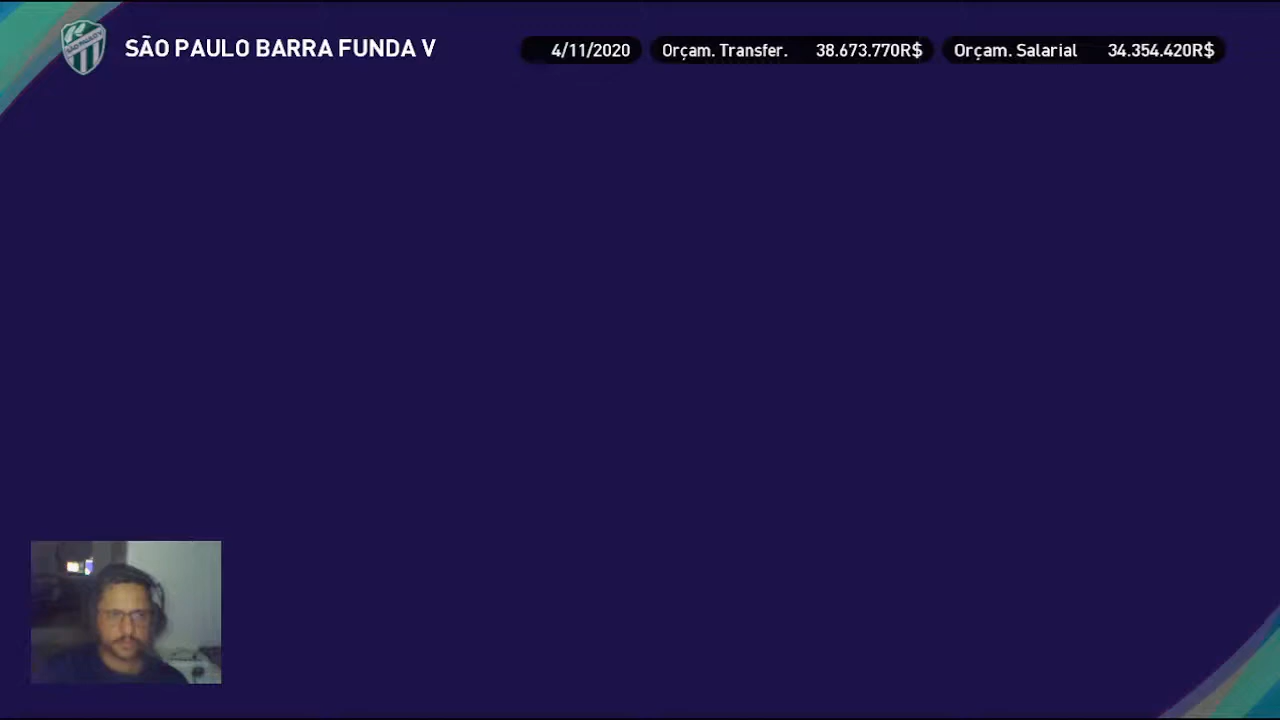 SÃO PAULO BARRA FUNDA V
4/11/2020
Orçam. Transfer. 38.673.770R$
Orçam. Salarial 34.354.420R$